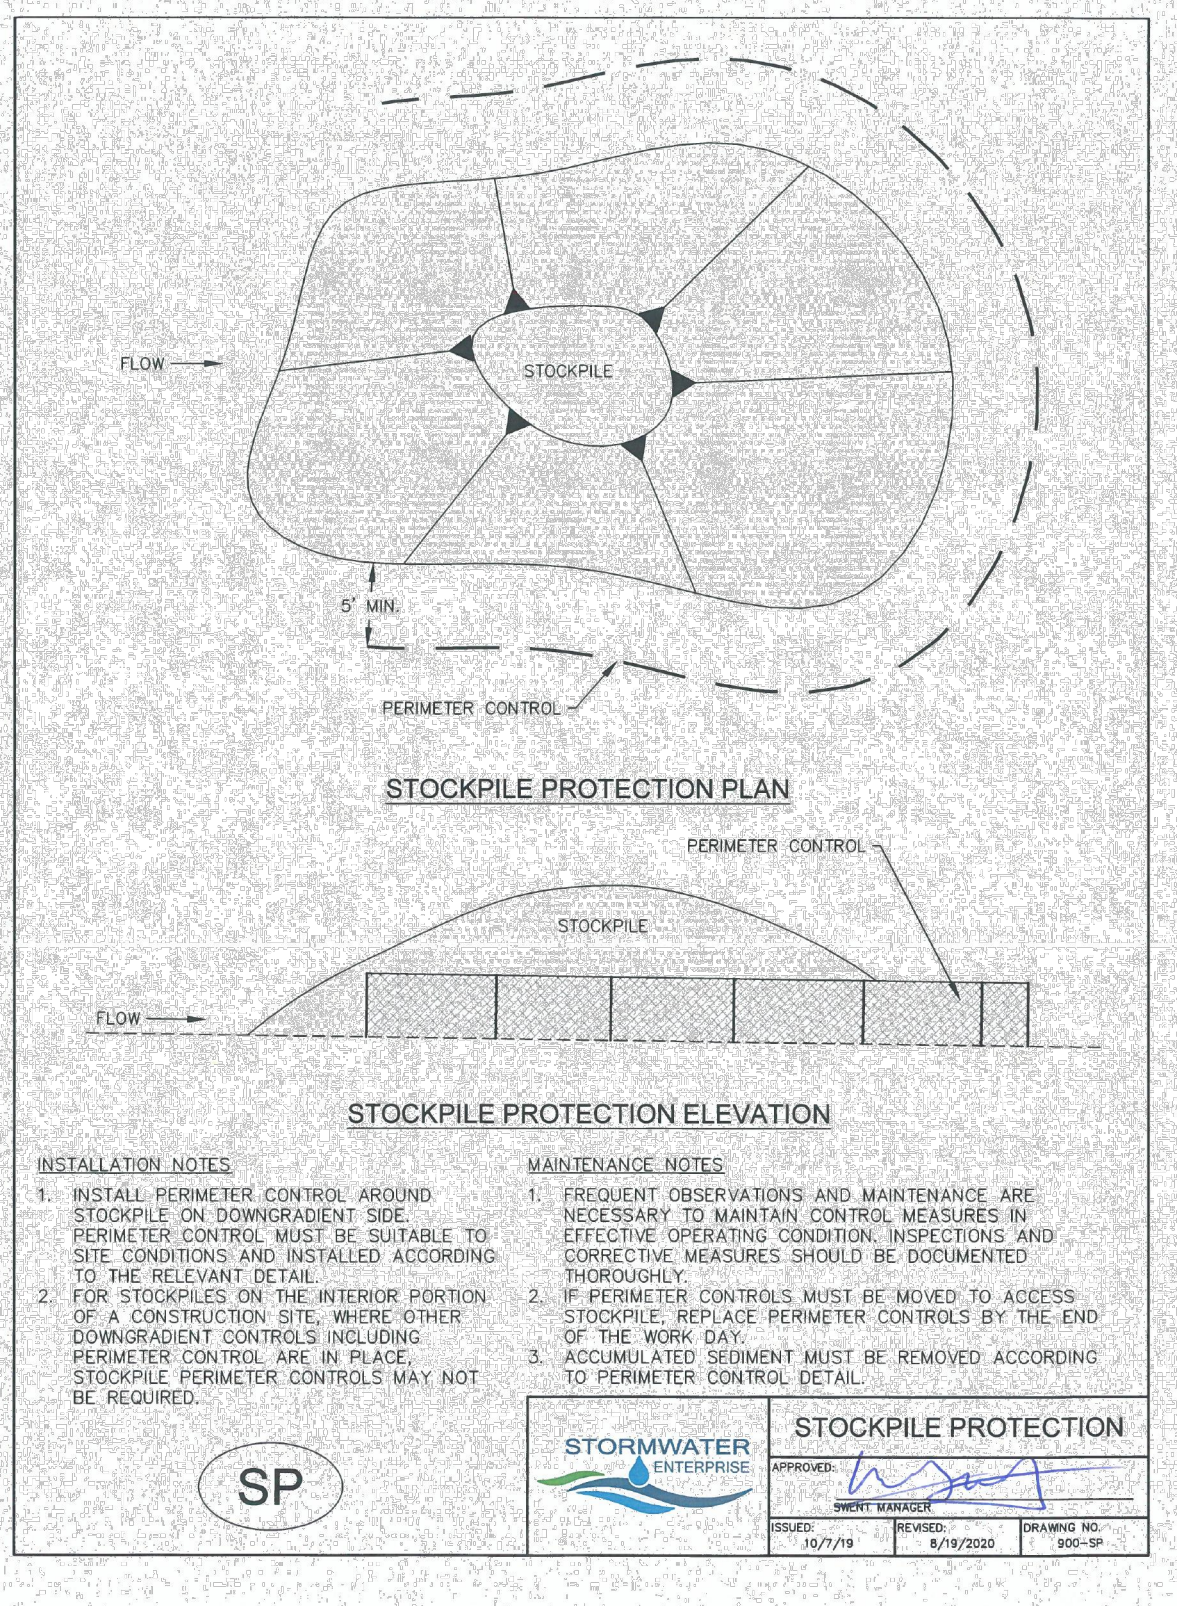 FLOW
STOCKPILE
5' MIN.
PERIMETER CONTROL
STOCKPILE PROTECTION PLAN
PERIMETER CONTROL
STOCKPILE
FLOW
STOCKPILE PROTECTION ELEVATION
INSTALLATION NOTES
1. INSTALL PERIMETER CONTROL AROUND
STOCKPILE ON DOWNGRADIENT SIDE.
PERIMETER CONTROL MUST BE SUITABLE TO
SITE CONDITIONS AND INSTALLED ACCORDING
TO THE RELEVANT DETAIL.
2. FOR STOCKPILES ON THE INTERIOR PORTION
OF A CONSTRUCTION SITE, WHERE OTHER
DOWNGRADIENT CONTROLS INCLUDING
PERIMETER CONTROL ARE IN PLACE,
STOCKPILE PERIMETER CONTROLS MAY NOT
BE REQUIRED.
MAINTENANCE NOTES
1. FREQUENT OBSERVATIONS AND MAINTENANCE ARE
NECESSARY TO MAINTAIN CONTROL MEASURES IN
EFFECTIVE OPERATING CONDITION. INSPECTIONS AND
CORRECTIVE MEASURES SHOULD BE DOCUMENTED
THOROUGHLY.
2. IF PERIMETER CONTROLS MUST BE MOVED TO ACCESS
STOCKPILE, REPLACE PERIMETER CONTROLS BY THE END
OF THE WORK DAY.
3. ACCUMULATED SEDIMENT MUST BE REMOVED ACCORDING
TO PERIMETER CONTROL DETAIL.
SP
STORMWATER
ENTERPRISE
STOCKPILE PROTECTION
APPROVED:
SWENT MANAGER
ISSUED:
10/7/19
REVISED:
8/19/2020
DRAWING NO.
900-SP